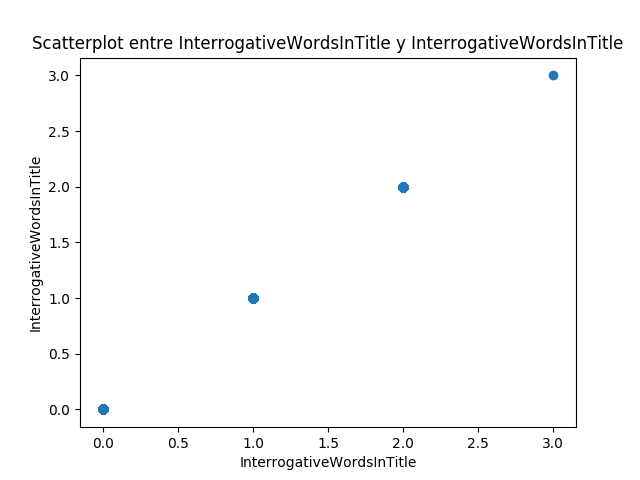 Scatterplot entre InterrogativeWordsInTitle y InterrogativeWordsInTitle
3.0
2.5
2.0
1.5
1.0
0.5
0.0
InterrogativeWordsInTitle
0.0 0.5 1.0 1.5 2.0 2.5 3.0
InterrogativeWordsInTitle